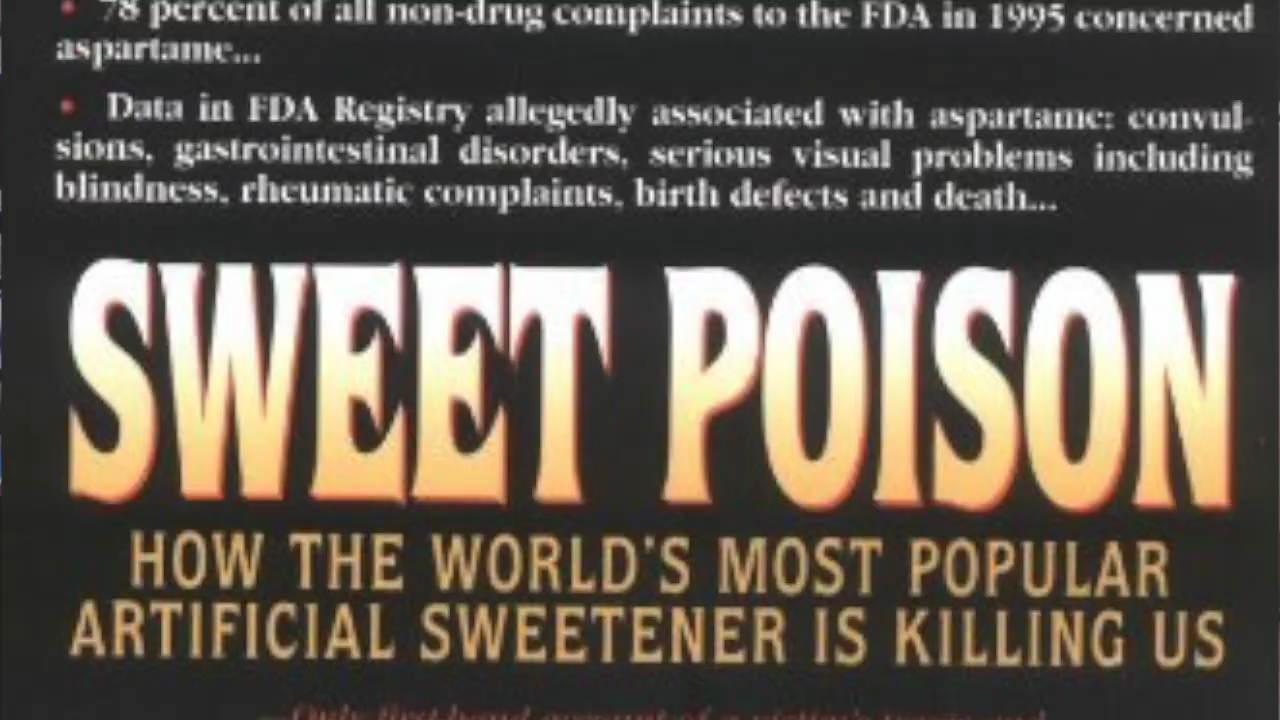 • 78 percent of all non-drug complaints to the FDA in 1995 concerned
aspartame...
• Data in FDA Registry allegedly associated with aspartame: convul-
sions, gastrointestinal disorders, serious visual problems including
blindness, rheumatic complaints, birth defects and death...
SWEET POISON
HOW THE WORLD'S MOST POPULAR
ARTIFICIAL SWEETENER IS KILLING US